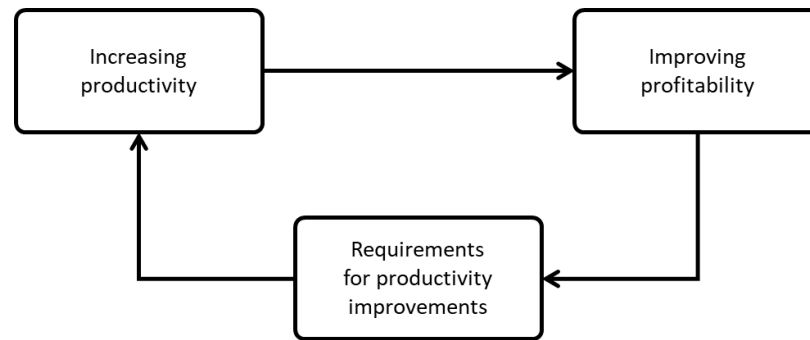 Increasing
productivity
Improving
profitability
Requirements
for productivity
improvements